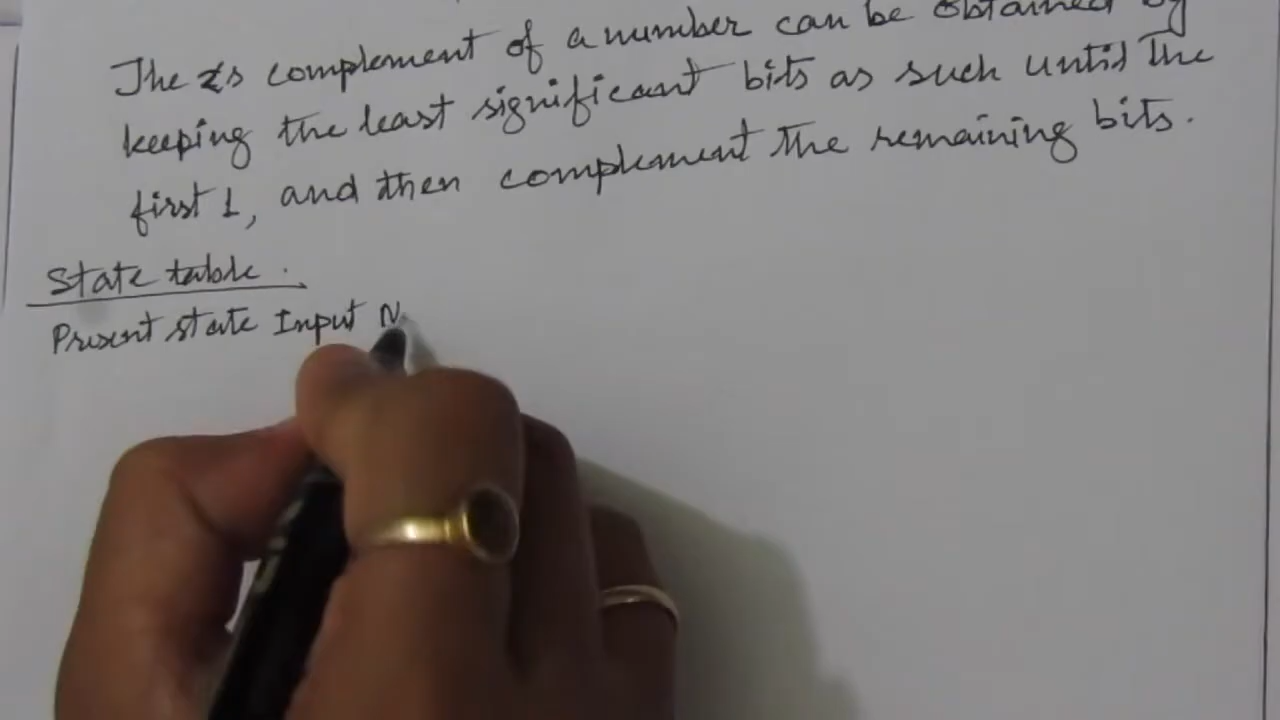 The 2s complement of a number can be obtained by
keeping the least significant bits as such until the
first 1, and then complement the remaining bits.
State table.
Present state Input N